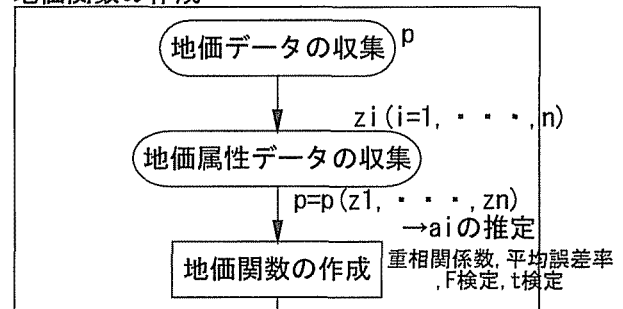 地価関数の作成
地価データの収集 p
zi(i=1, ・・・,n)
地価属性データの収集
p=p(z1, ・・・,zn)
→aiの推定
地価関数の作成
重相関係数, 平均誤差率
,F検定, t検定